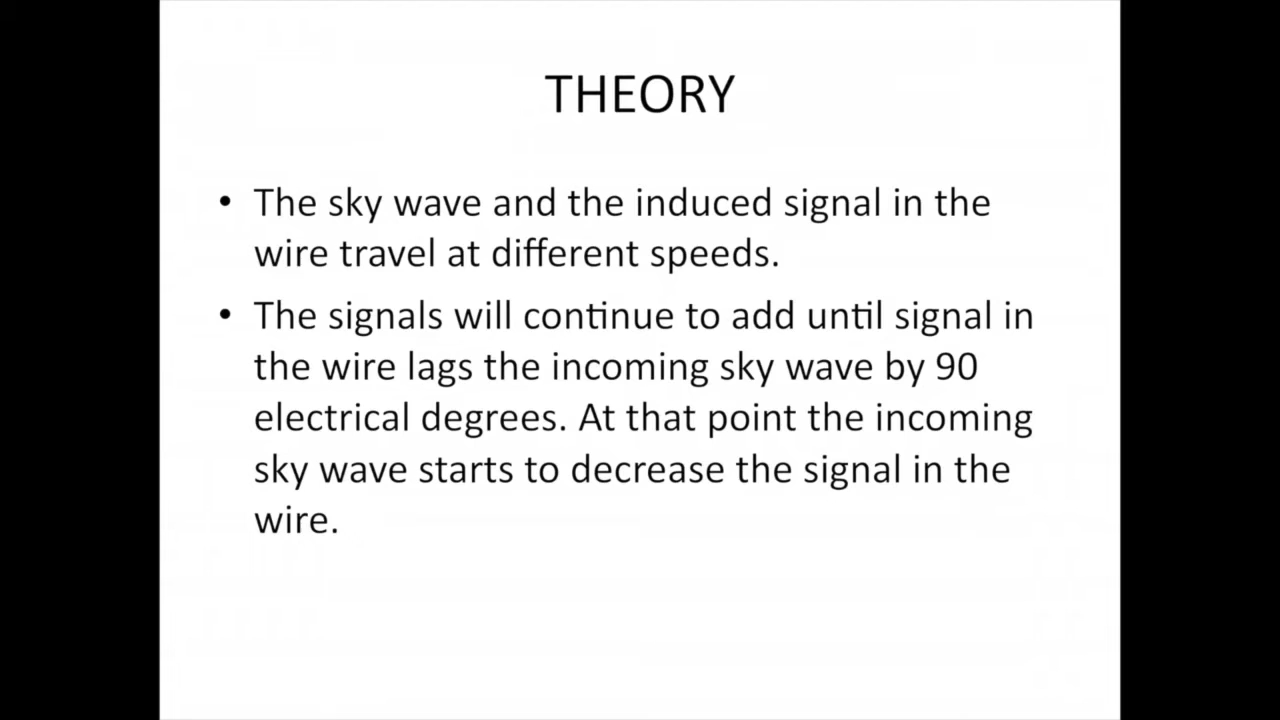 THEORY
• The sky wave and the induced signal in the
wire travel at different speeds.
• The signals will continue to add until signal in
the wire lags the incoming sky wave by 90
electrical degrees. At that point the incoming
sky wave starts to decrease the signal in the
wire.